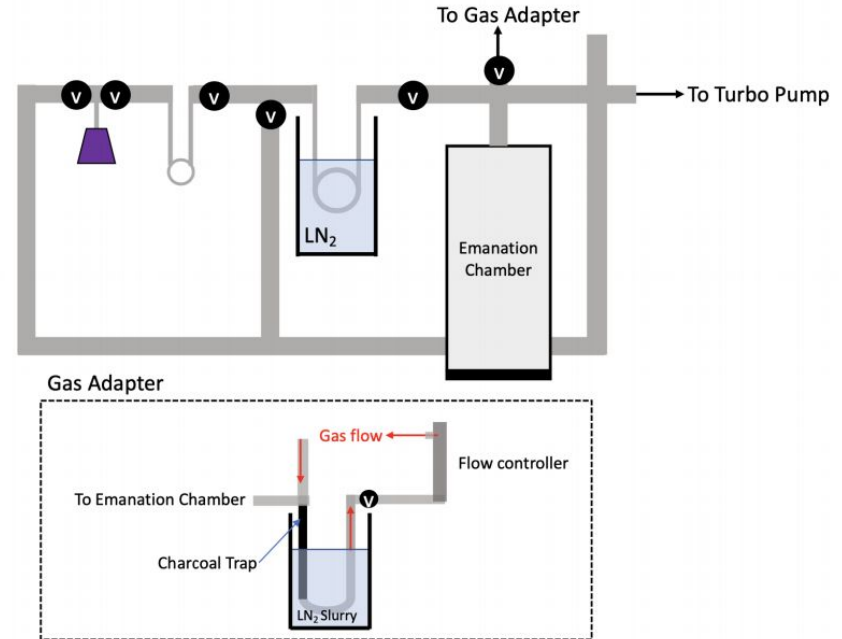 To Gas Adapter
V
To Turbo Pump
V V V V
V
LN₂
Emanation
Chamber
Gas Adapter
Gas flow
Flow controller
To Emanation Chamber
V
Charcoal Trap
LN₂ Slurry